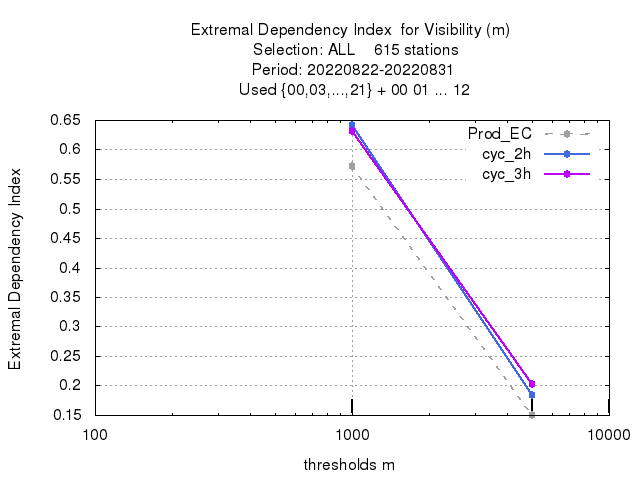 Extremal Dependency Index  for Visibility (m)
Selection: ALL    615 stations
Period: 20220822-20220831
Used {00,03,...,21} + 00 01 ... 12
0.65
0.6
0.55
0.5
0.45
0.4
0.35
0.3
0.25
0.2
0.15
Extremal Dependency Index
Prod_EC
cyc_2h
cyc_3h
100
1000
10000
thresholds m